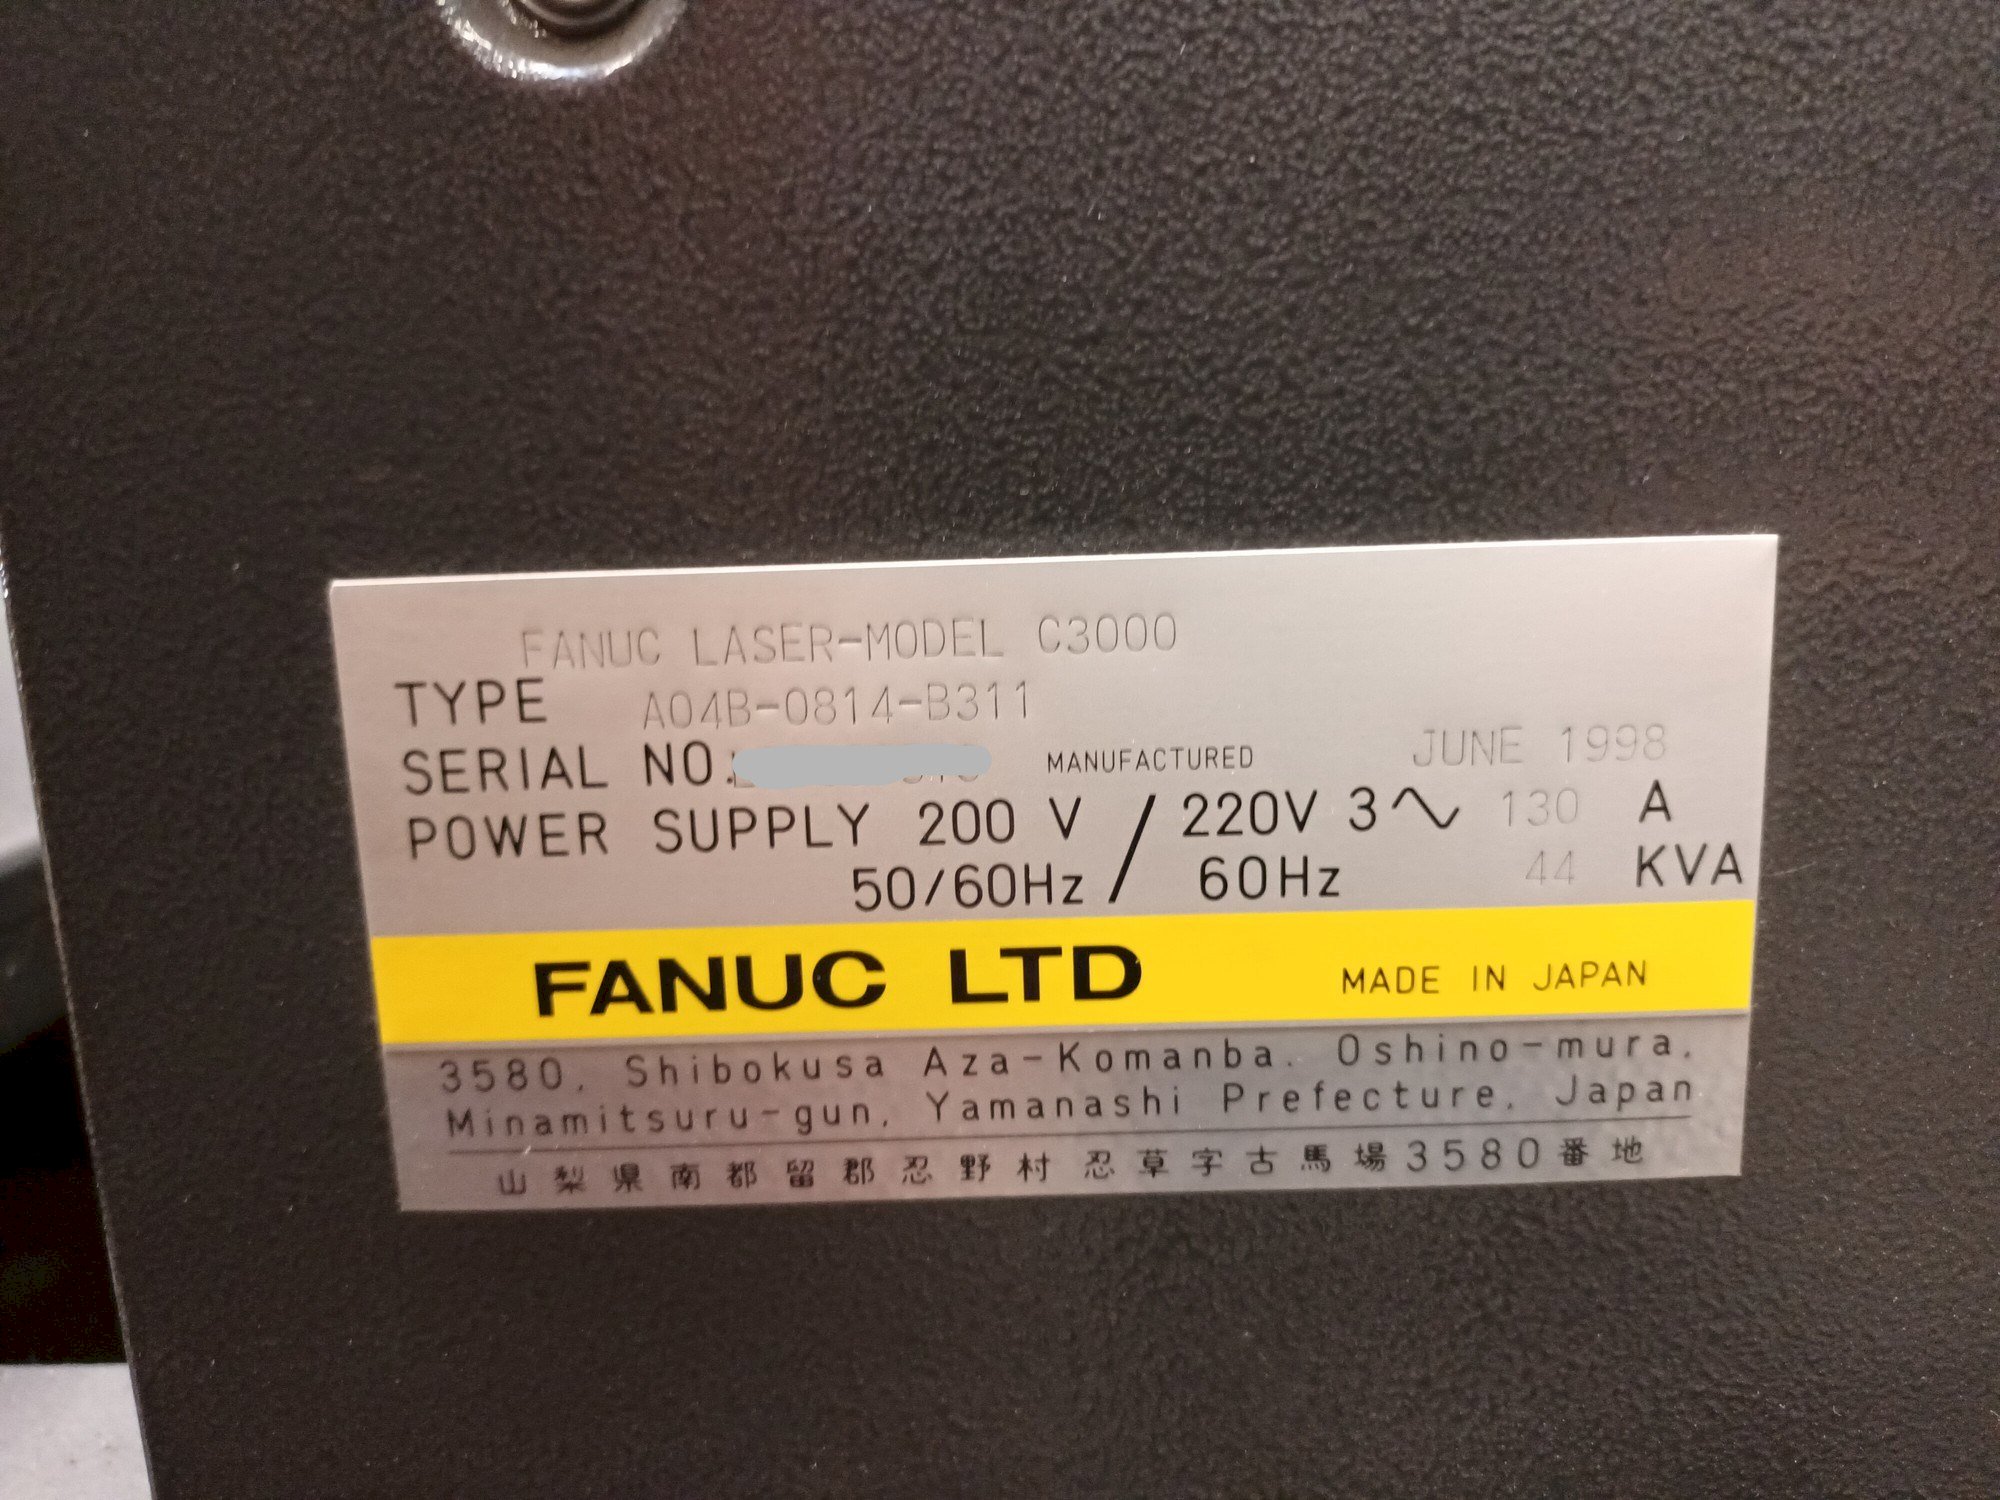 FANUC LASER-MODEL C3000
TYPE A04B-0814-B311
SERIAL NO. MANUFACTURED JUNE 1998
POWER SUPPLY 200 V / 220V 3∿ 130 A
50/60Hz 60Hz 44 KVA
FANUC LTD MADE IN JAPAN
3580, Shibokusa Aza-Komanba, Oshino-mura,
Minamitsuru-gun, Yamanashi Prefecture, Japan
山梨県南都留郡忍野村 忍草字古馬場3580番地